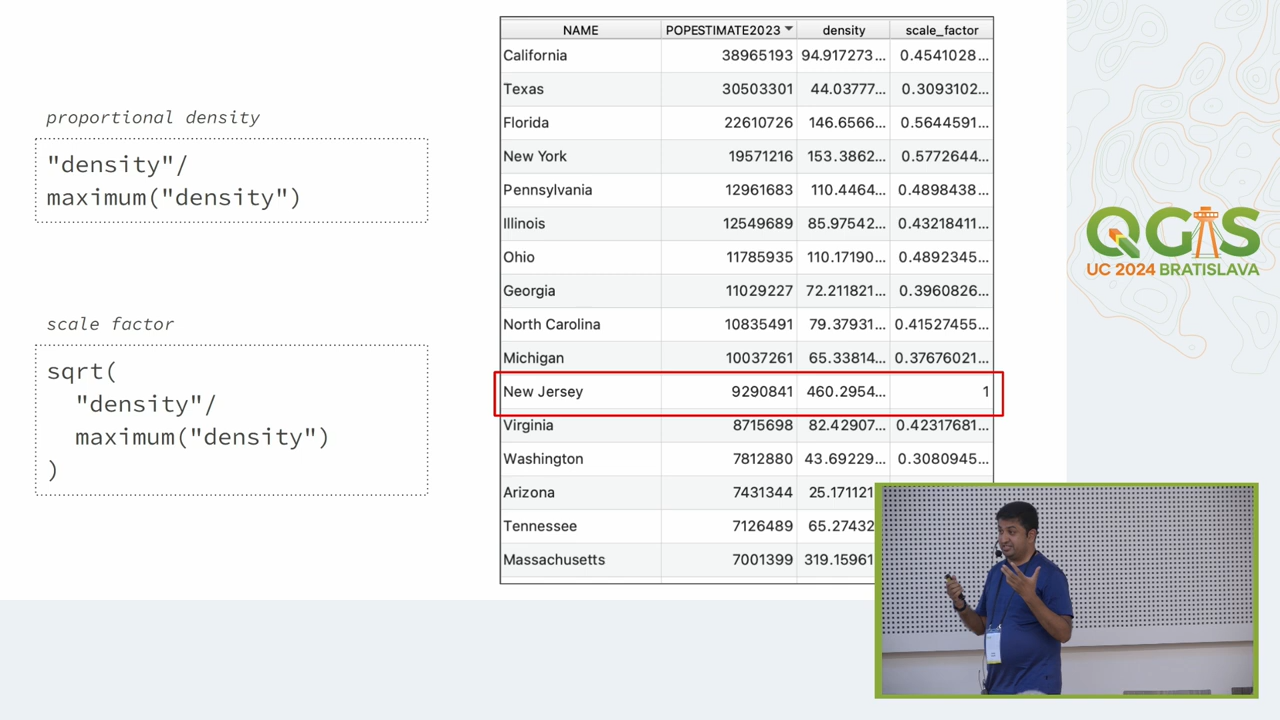 proportional density
"density"/
maximum("density")
scale factor
sqrt(
"density"/
maximum("density")
)
NAME POPESTIMATE2023 density scale_factor
California 38965193 94.917273... 0.4541028...
Texas 30503301 44.03777... 0.3093102...
Florida 22610726 146.6566... 0.5644591...
New York 19571216 153.3862... 0.5772644...
Pennsylvania 12961683 110.4464... 0.4898438...
Illinois 12549689 85.97542... 0.43218411...
Ohio 11785935 110.17190... 0.4892345...
Georgia 11029227 72.211821... 0.3960826...
North Carolina 10835491 79.37931... 0.41527455...
Michigan 10037261 65.33814... 0.37676021...
New Jersey 9290841 460.2954... 1
Virginia 8715698 82.42907... 0.42317681...
Washington 7812880 43.69229... 0.3080945...
Arizona 7431344 25.171121
Tennessee 7126489 65.27432
Massachusetts 7001399 319.15961
QGIS
UC 2024 BRATISLAVA